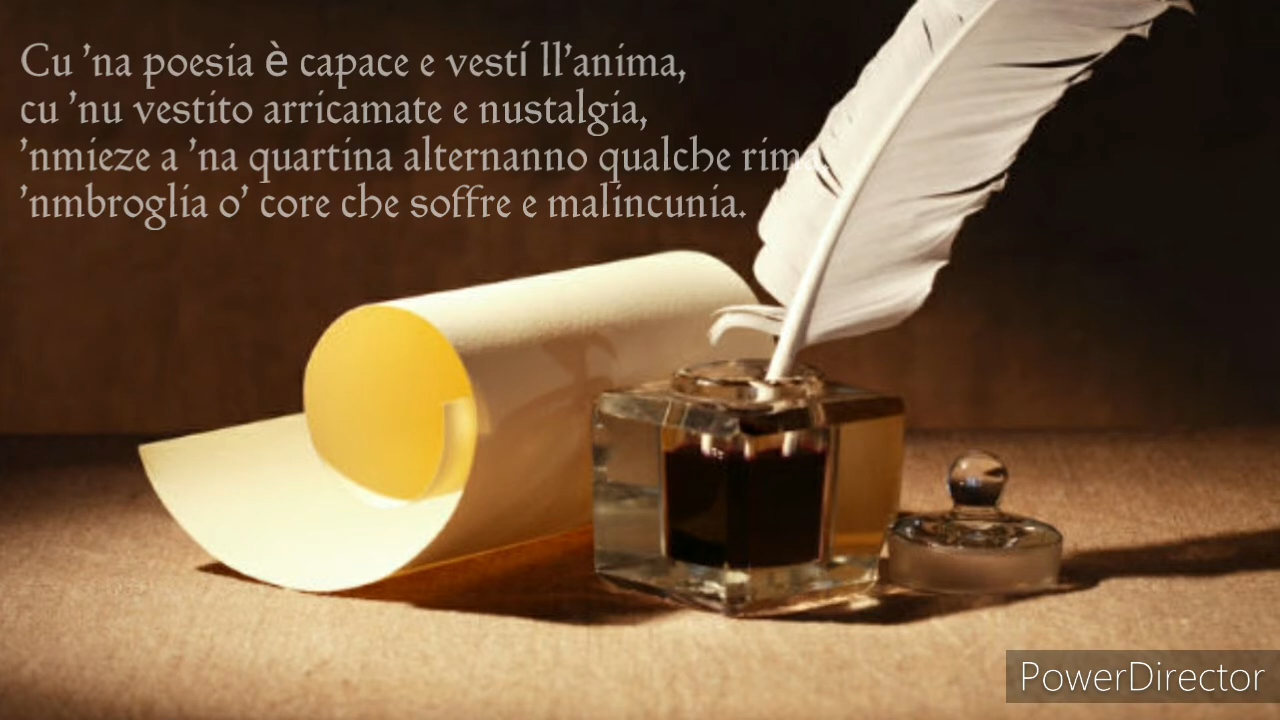 Cu 'na poesia è capace e vestí ll'anima,
cu 'nu vestito arricamate e nustalgia,
'nmieze a 'na quartina alternanno qualche rima
'nmbroglia o' core che soffre e malincunia.
PowerDirector